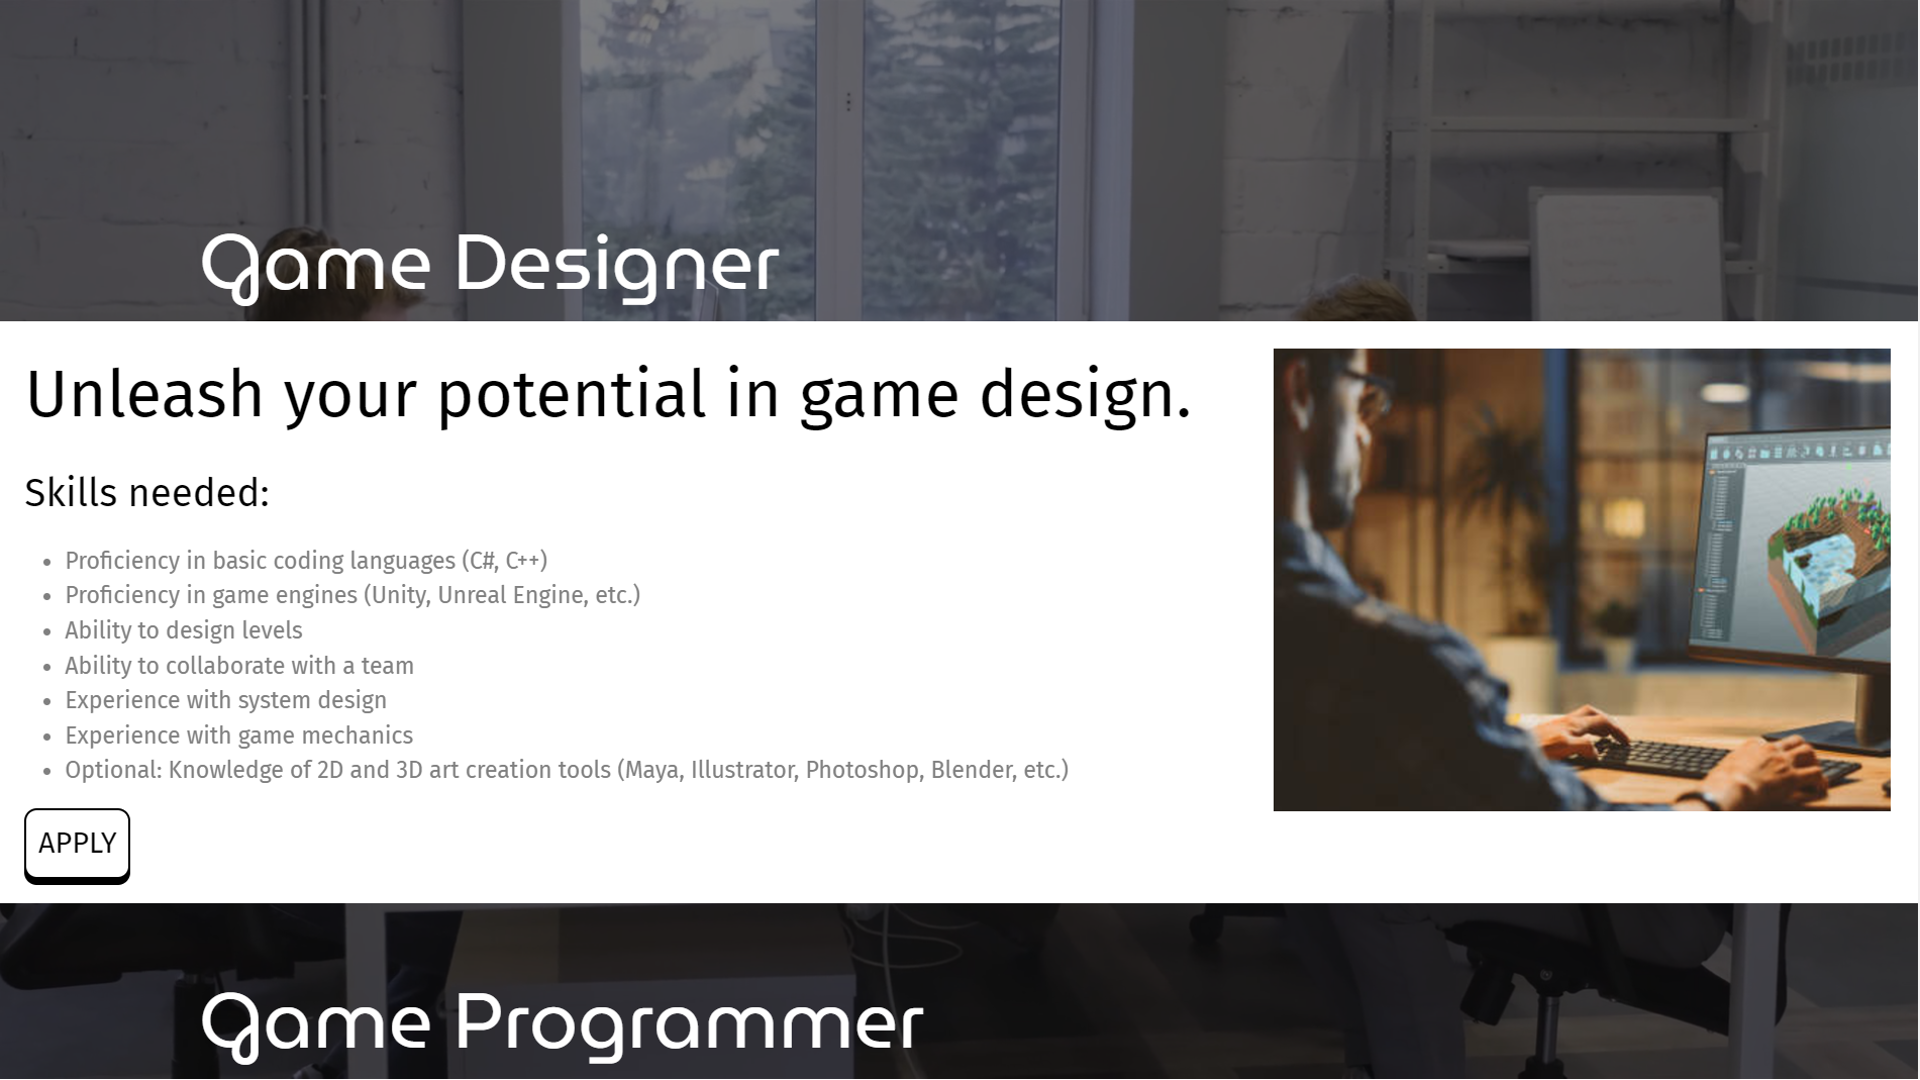 Game Designer
Unleash your potential in game design.
Skills needed:
• Proficiency in basic coding languages (C#, C++)
• Proficiency in game engines (Unity, Unreal Engine, etc.)
• Ability to design levels
• Ability to collaborate with a team
• Experience with system design
• Experience with game mechanics
• Optional: Knowledge of 2D and 3D art creation tools (Maya, Illustrator, Photoshop, Blender, etc.)
APPLY
Game Programmer